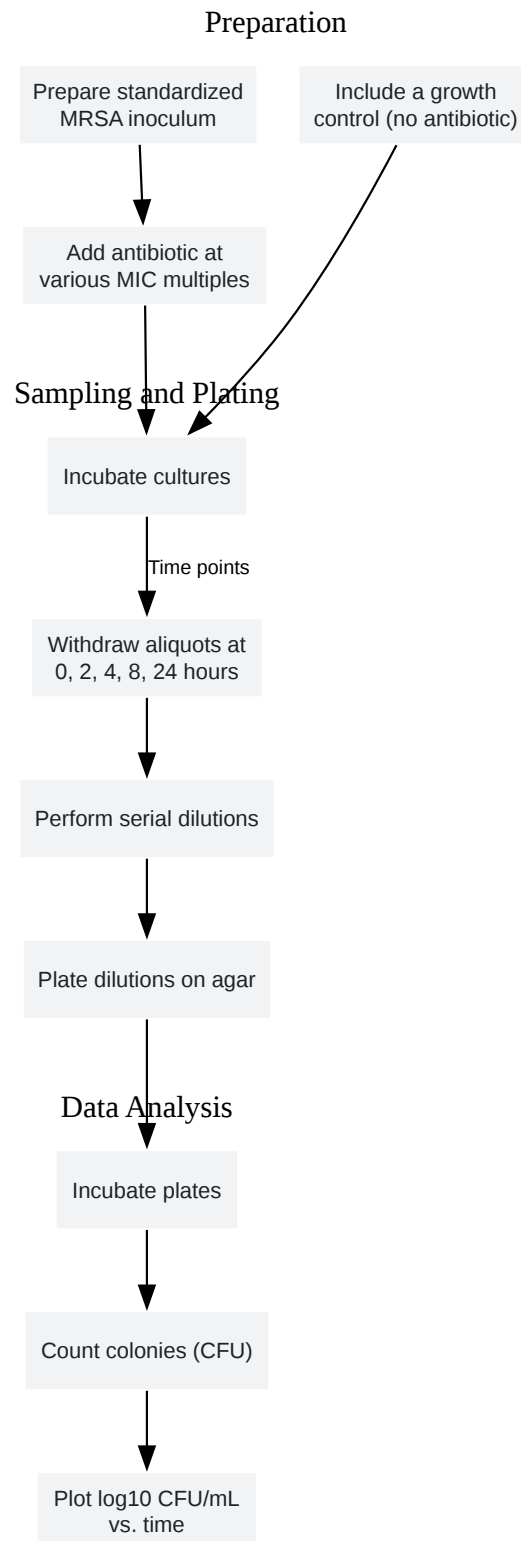 Preparation
Prepare standardized
MRSA inoculum
Include a growth
control (no antibiotic)
Add antibiotic at
various MIC multiples
Sampling and Plating
Incubate cultures
Time points
Withdraw aliquots at
0, 2, 4, 8, 24 hours
Perform serial dilutions
Plate dilutions on agar
Data Analysis
Incubate plates
Count colonies (CFU)
Plot log10 CFU/mL
vs. time